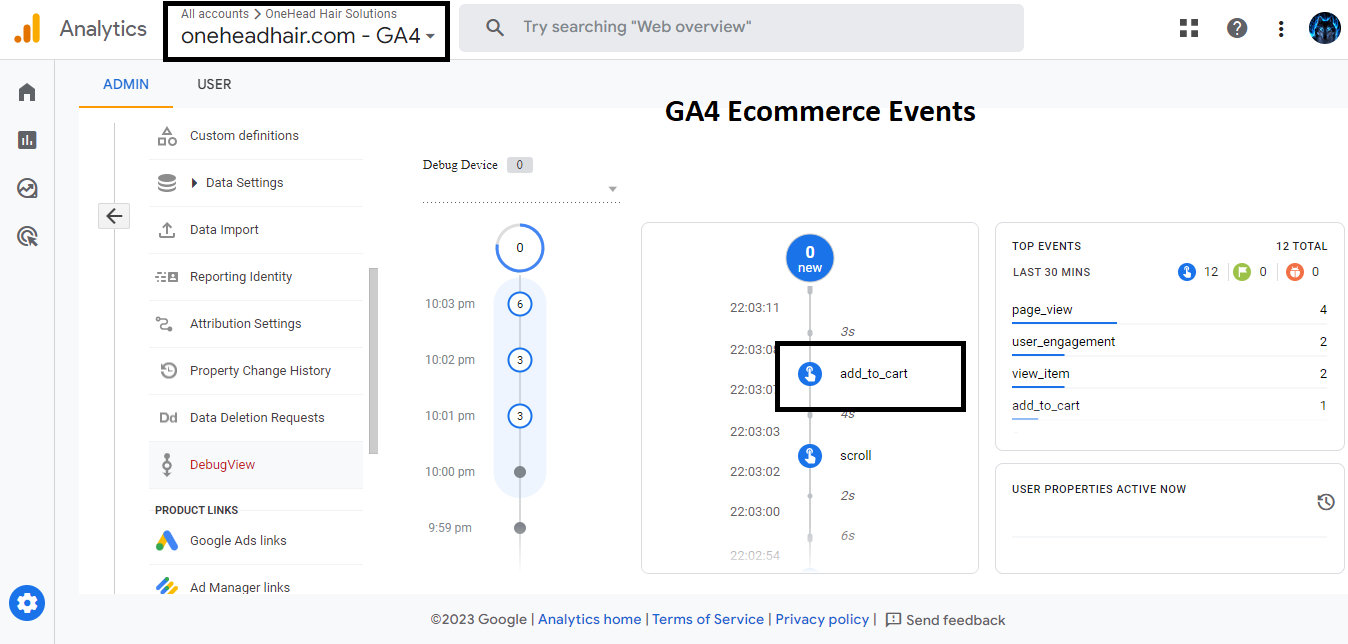 All accounts > OneHead Hair Solutions
Analytics
oneheadhair.com - GA4
Try searching "Web overview"
ADMIN
USER
GA4 Ecommerce Events
Custom definitions
Data Settings
Data Import
Reporting Identity
Attribution Settings
Property Change History
Dd Data Deletion Requests
DebugView
PRODUCT LINKS
Google Ads links
Ad Manager links
Debug Device 0
0
10:03 pm 6
10:02 pm 3
10:01 pm 3
10:00 pm
9:59 pm
0
new
22:03:11
3s
22:03:08
add_to_cart
22:03:07
4s
22:03:03
scroll
22:03:02
2s
22:03:00
6s
22:02:54
TOP EVENTS 12 TOTAL
LAST 30 MINS 12 0 0
page_view 4
user_engagement 2
view_item 2
add_to_cart 1
USER PROPERTIES ACTIVE NOW
©2023 Google | Analytics home | Terms of Service | Privacy policy | Send feedback